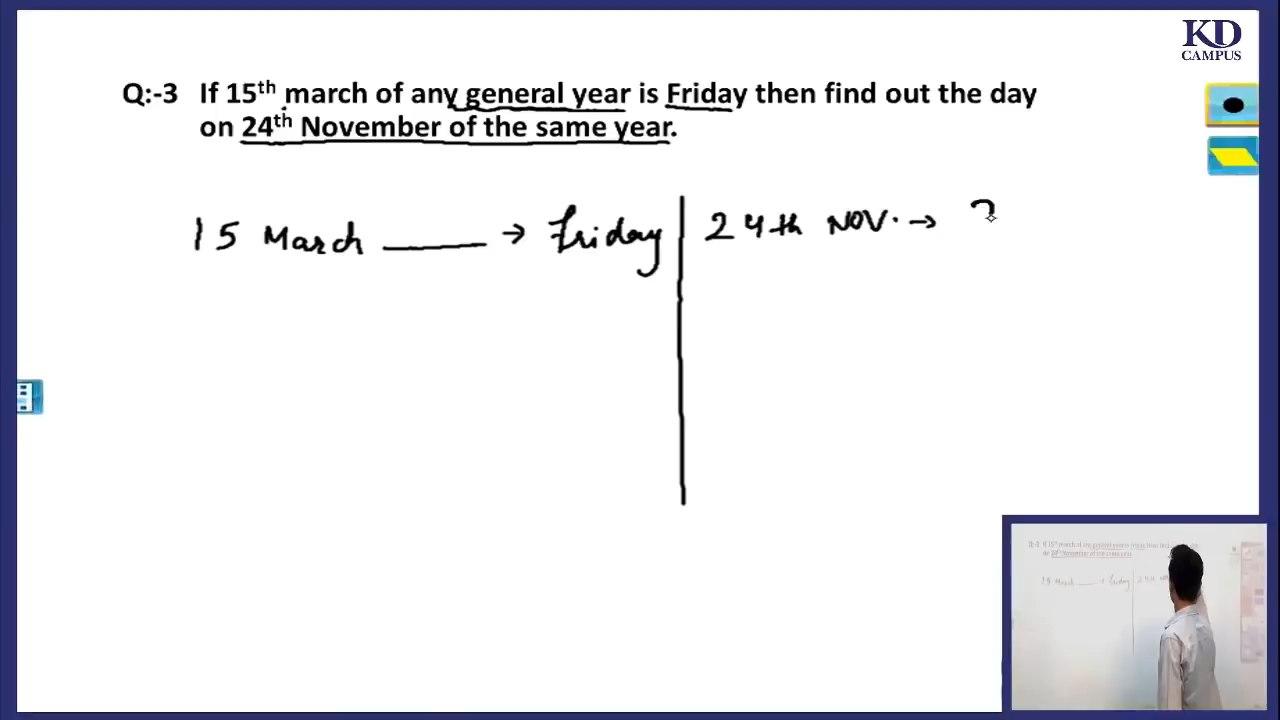 KD
CAMPUS
Q:-3 If 15th march of any general year is Friday then find out the day
on 24th November of the same year.
15 March ____ → Friday | 24th NOV. → ?